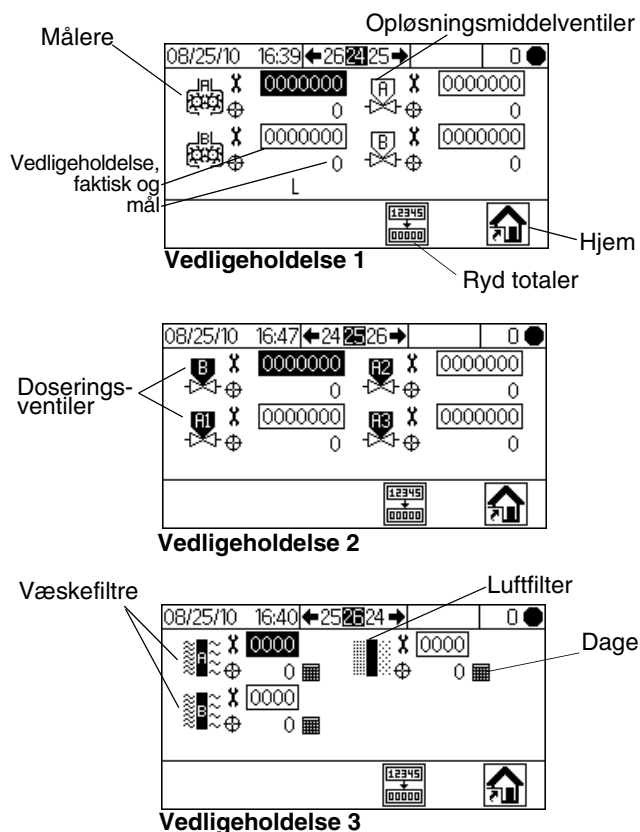 Målere
Opløsningsmiddelventiler
08/25/10 16:39 26 24 25 0
A 0000000 A 0000000
0 0
B 0000000 B 0000000
0 0
Vedligeholdelse,
faktisk og
mål
L
12345
00000
Hjem
Vedligeholdelse 1
Ryd totaler
08/25/10 16:47 24 25 26 0
B 0000000 A2 0000000
0 0
Doserings-
ventiler
A1 0000000 A3 0000000
0 0
12345
00000
Vedligeholdelse 2
Væskefiltre
Luftfilter
08/25/10 16:40 25 26 24 0
Dage
A 0000 0000
0 0
B 0000
0
12345
00000
Vedligeholdelse 3